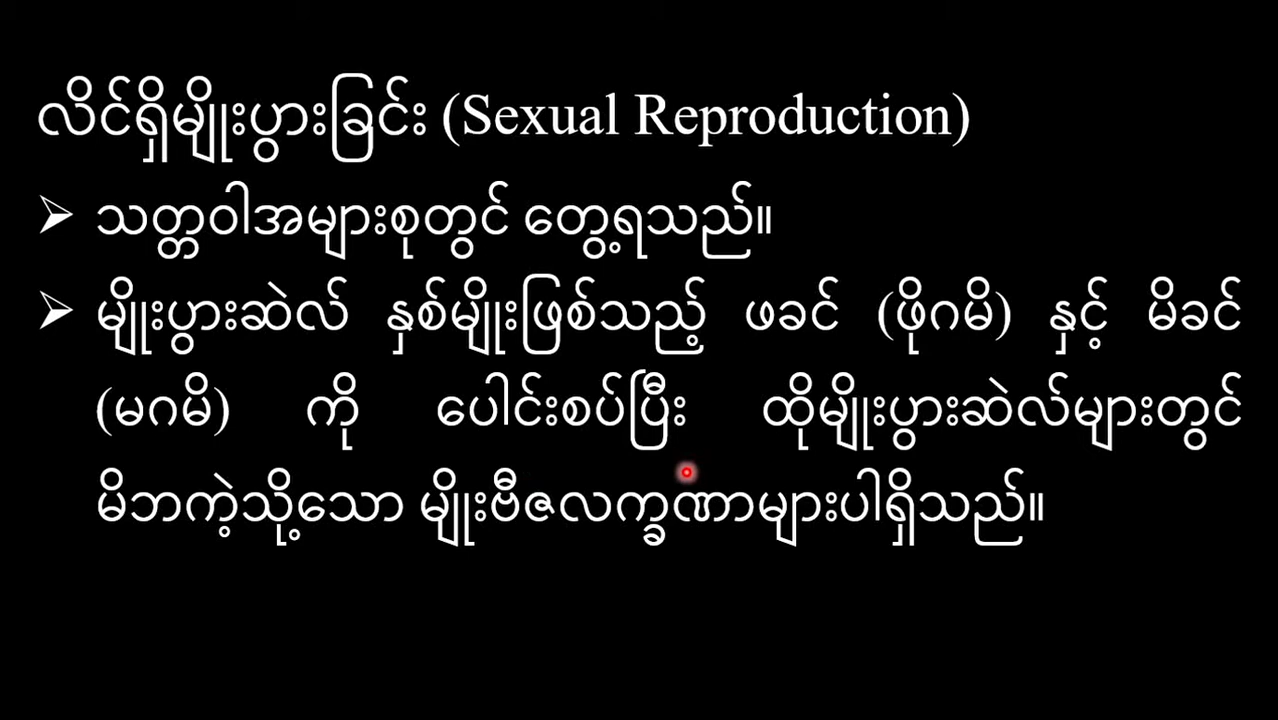 လိင်ရှိမျိုးပွားခြင်း (Sexual Reproduction)
➢ သတ္တဝါအများစုတွင် တွေ့ရသည်။
➢ မျိုးပွားဆဲလ် နှစ်မျိုးဖြစ်သည့် ဖခင် (ဖိုဂမိ) နှင့် မိခင်
(မဂမိ) ကို ပေါင်းစပ်ပြီး ထိုမျိုးပွားဆဲလ်များတွင်
မိဘကဲ့သို့သော မျိုးဗီဇလက္ခဏာများပါရှိသည်။